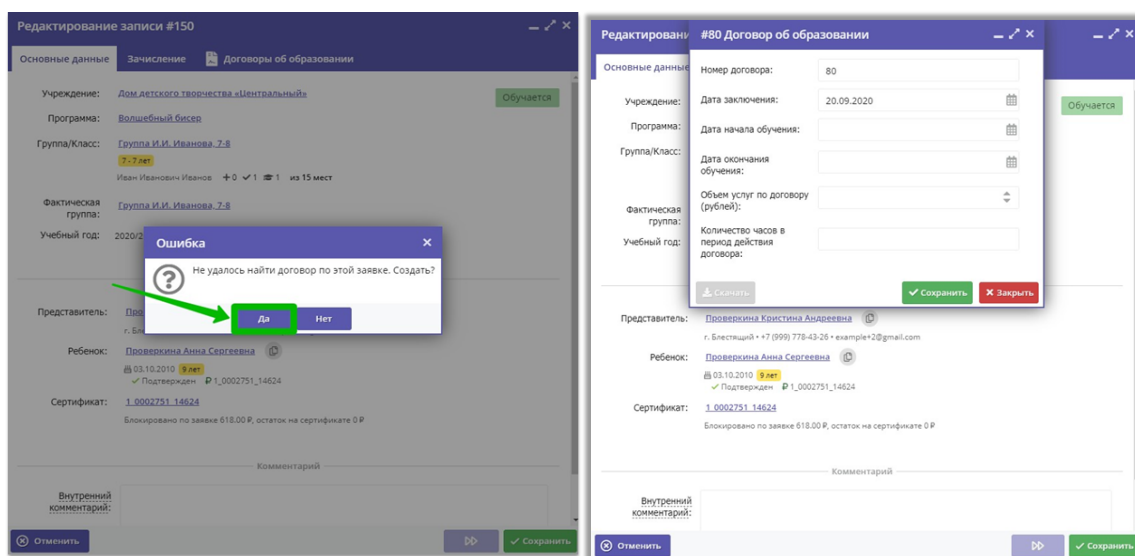 Редактирование записи #150
Основные данные Зачисление Договоры об образовании
Учреждение: Дом детского творчества «Центральный» Обучается
Программа: Волшебный бисер
Группа/Класс: Группа И.И. Иванова, 7-8
7 - 7 лет
Иван Иванович Иванов +0 ✓1 1 из 15 мест
Фактическая группа: Группа И.И. Иванова, 7-8
Учебный год: 2020/2
Ошибка ×
Не удалось найти договор по этой заявке. Создать?
Да Нет
Представитель: Про
г. Бле
Ребенок: Проверкина Анна Сергеевна
03.10.2010 9 лет
✓ Подтвержден ₽ 1_0002751_14624
Сертификат: 1_0002751_14624
Блокировано по заявке 618.00 ₽, остаток на сертификате 0 ₽
Комментарий
Внутренний комментарий:
Отменить Сохранить
Редактировани
Основные данные
#80 Договор об образовании
Номер договора: 80
Дата заключения: 20.09.2020
Дата начала обучения:
Дата окончания обучения:
Объем услуг по договору (рублей):
Количество часов в период действия договора:
Скачать ✓ Сохранить × Закрыть
Учреждение: Обучается
Программа:
Группа/Класс:
Фактическая группа:
Учебный год:
Представитель: Проверкина Кристина Андреевна
г. Блестящий • +7 (999) 778-43-26 • example+2@gmail.com
Ребенок: Проверкина Анна Сергеевна
03.10.2010 9 лет
✓ Подтвержден ₽ 1_0002751_14624
Сертификат: 1_0002751_14624
Блокировано по заявке 618.00 ₽, остаток на сертификате 0 ₽
Комментарий
Внутренний комментарий:
Отменить ✓ Сохранить